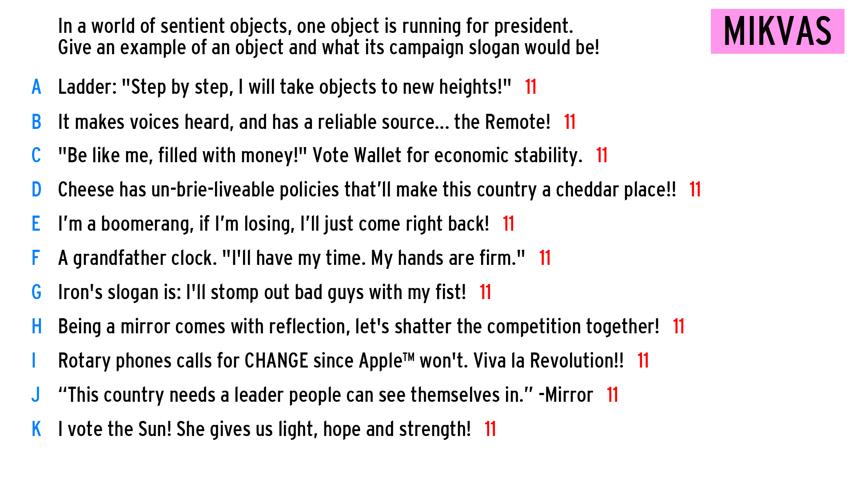 In a world of sentient objects, one object is running for president.
Give an example of an object and what its campaign slogan would be!
MIKVAS
A Ladder: "Step by step, I will take objects to new heights!" 11
B It makes voices heard, and has a reliable source... the Remote! 11
C "Be like me, filled with money!" Vote Wallet for economic stability. 11
D Cheese has un-brie-liveable policies that’ll make this country a cheddar place!! 11
E I’m a boomerang, if I’m losing, I’ll just come right back! 11
F A grandfather clock. "I'll have my time. My hands are firm." 11
G Iron's slogan is: I'll stomp out bad guys with my fist! 11
H Being a mirror comes with reflection, let's shatter the competition together! 11
I Rotary phones calls for CHANGE since Apple™ won't. Viva la Revolution!! 11
J “This country needs a leader people can see themselves in.” -Mirror 11
K I vote the Sun! She gives us light, hope and strength! 11